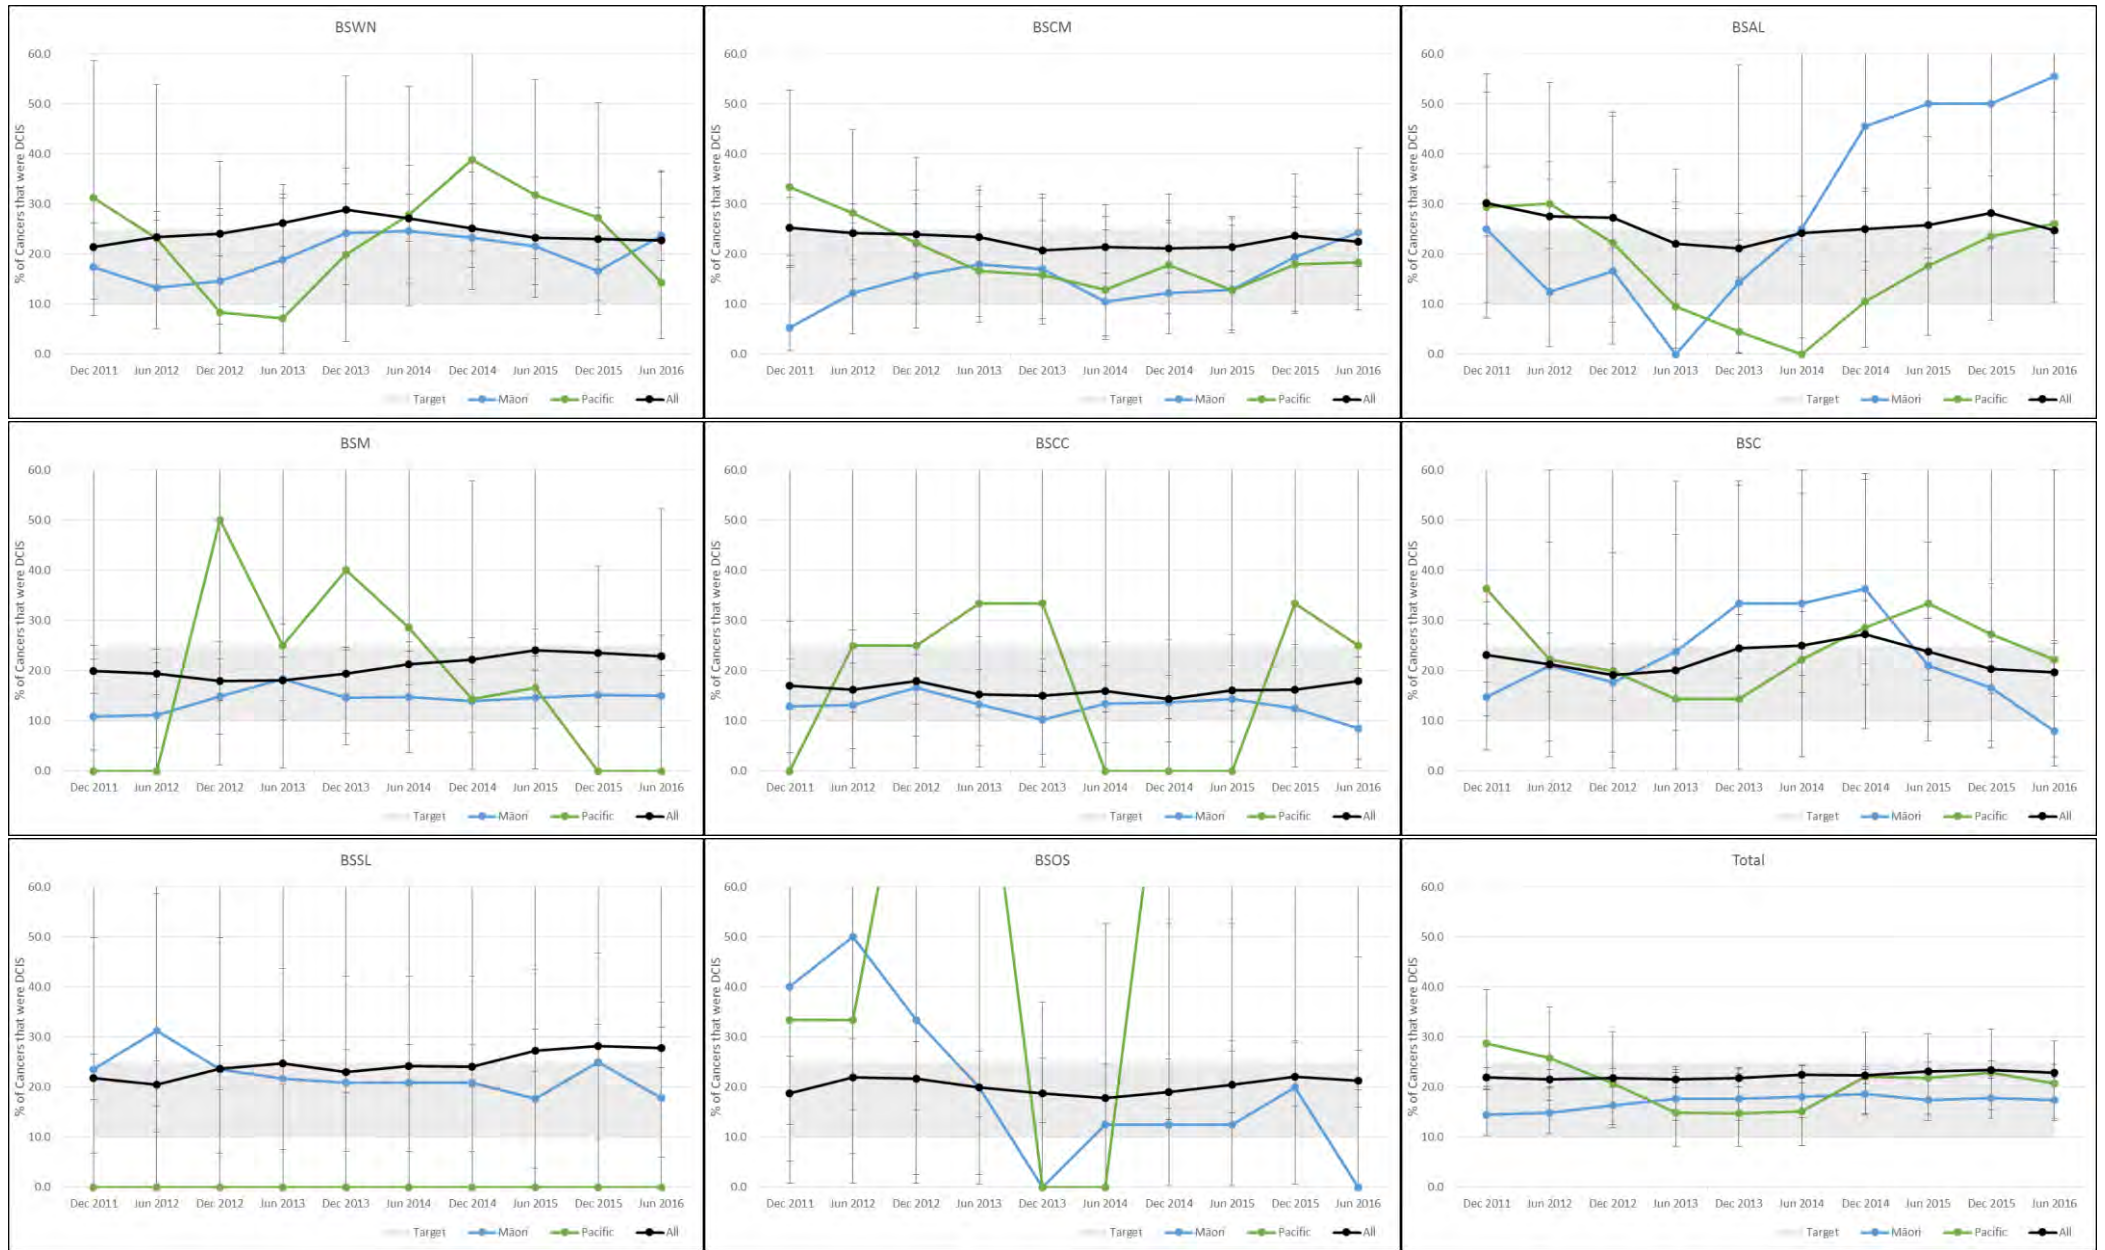 BSWN
% of Cancers that were DCIS
60.0
50.0
40.0
30.0
20.0
10.0
0.0
Dec 2011 Jun 2012 Dec 2012 Jun 2013 Dec 2013 Jun 2014 Dec 2014 Jun 2015 Dec 2015 Jun 2016
Target Māori Pacific All
BSCM
% of Cancers that were DCIS
60.0
50.0
40.0
30.0
20.0
10.0
0.0
Dec 2011 Jun 2012 Dec 2012 Jun 2013 Dec 2013 Jun 2014 Dec 2014 Jun 2015 Dec 2015 Jun 2016
Target Māori Pacific All
BSAL
% of Cancers that were DCIS
60.0
50.0
40.0
30.0
20.0
10.0
0.0
Dec 2011 Jun 2012 Dec 2012 Jun 2013 Dec 2013 Jun 2014 Dec 2014 Jun 2015 Dec 2015 Jun 2016
Target Māori Pacific All
BSM
% of Cancers that were DCIS
60.0
50.0
40.0
30.0
20.0
10.0
0.0
Dec 2011 Jun 2012 Dec 2012 Jun 2013 Dec 2013 Jun 2014 Dec 2014 Jun 2015 Dec 2015 Jun 2016
Target Māori Pacific All
BSCC
% of Cancers that were DCIS
60.0
50.0
40.0
30.0
20.0
10.0
0.0
Dec 2011 Jun 2012 Dec 2012 Jun 2013 Dec 2013 Jun 2014 Dec 2014 Jun 2015 Dec 2015 Jun 2016
Target Māori Pacific All
BSC
% of Cancers that were DCIS
60.0
50.0
40.0
30.0
20.0
10.0
0.0
Dec 2011 Jun 2012 Dec 2012 Jun 2013 Dec 2013 Jun 2014 Dec 2014 Jun 2015 Dec 2015 Jun 2016
Target Māori Pacific All
BSSL
% of Cancers that were DCIS
60.0
50.0
40.0
30.0
20.0
10.0
0.0
Dec 2011 Jun 2012 Dec 2012 Jun 2013 Dec 2013 Jun 2014 Dec 2014 Jun 2015 Dec 2015 Jun 2016
Target Māori Pacific All
BSOS
% of Cancers that were DCIS
60.0
50.0
40.0
30.0
20.0
10.0
0.0
Dec 2011 Jun 2012 Dec 2012 Jun 2013 Dec 2013 Jun 2014 Dec 2014 Jun 2015 Dec 2015 Jun 2016
Target Māori Pacific All
Total
% of Cancers that were DCIS
60.0
50.0
40.0
30.0
20.0
10.0
0.0
Dec 2011 Jun 2012 Dec 2012 Jun 2013 Dec 2013 Jun 2014 Dec 2014 Jun 2015 Dec 2015 Jun 2016
Target Māori Pacific All